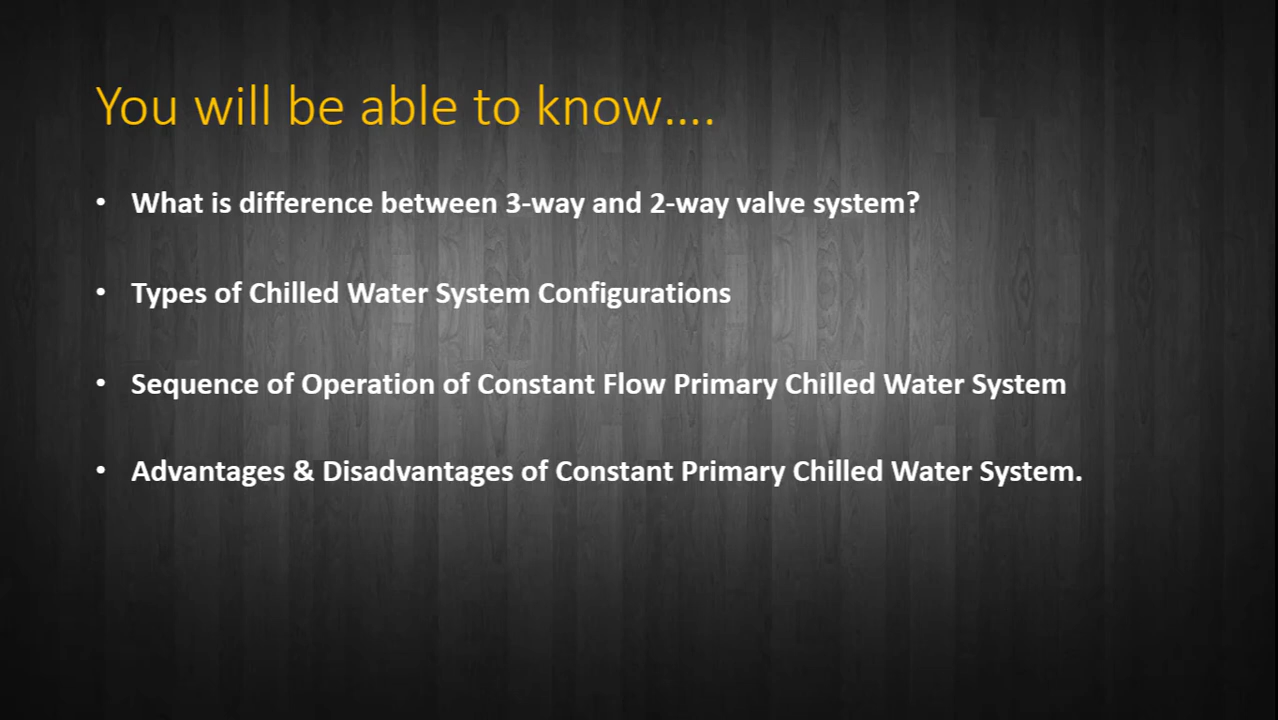 You will be able to know....
• What is difference between 3-way and 2-way valve system?
• Types of Chilled Water System Configurations
• Sequence of Operation of Constant Flow Primary Chilled Water System
• Advantages & Disadvantages of Constant Primary Chilled Water System.